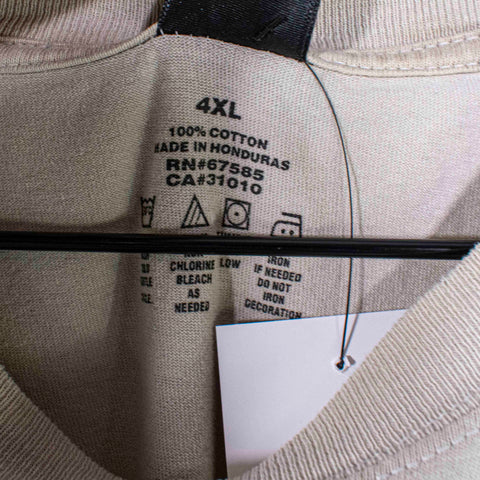 4XL
100% COTTON
MADE IN HONDURAS
RN#67585
CA#31010
CHLORINE
BLEACH
AS
NEEDED
LOW
IRON
IF NEEDED
DO NOT
IRON
DECORATION